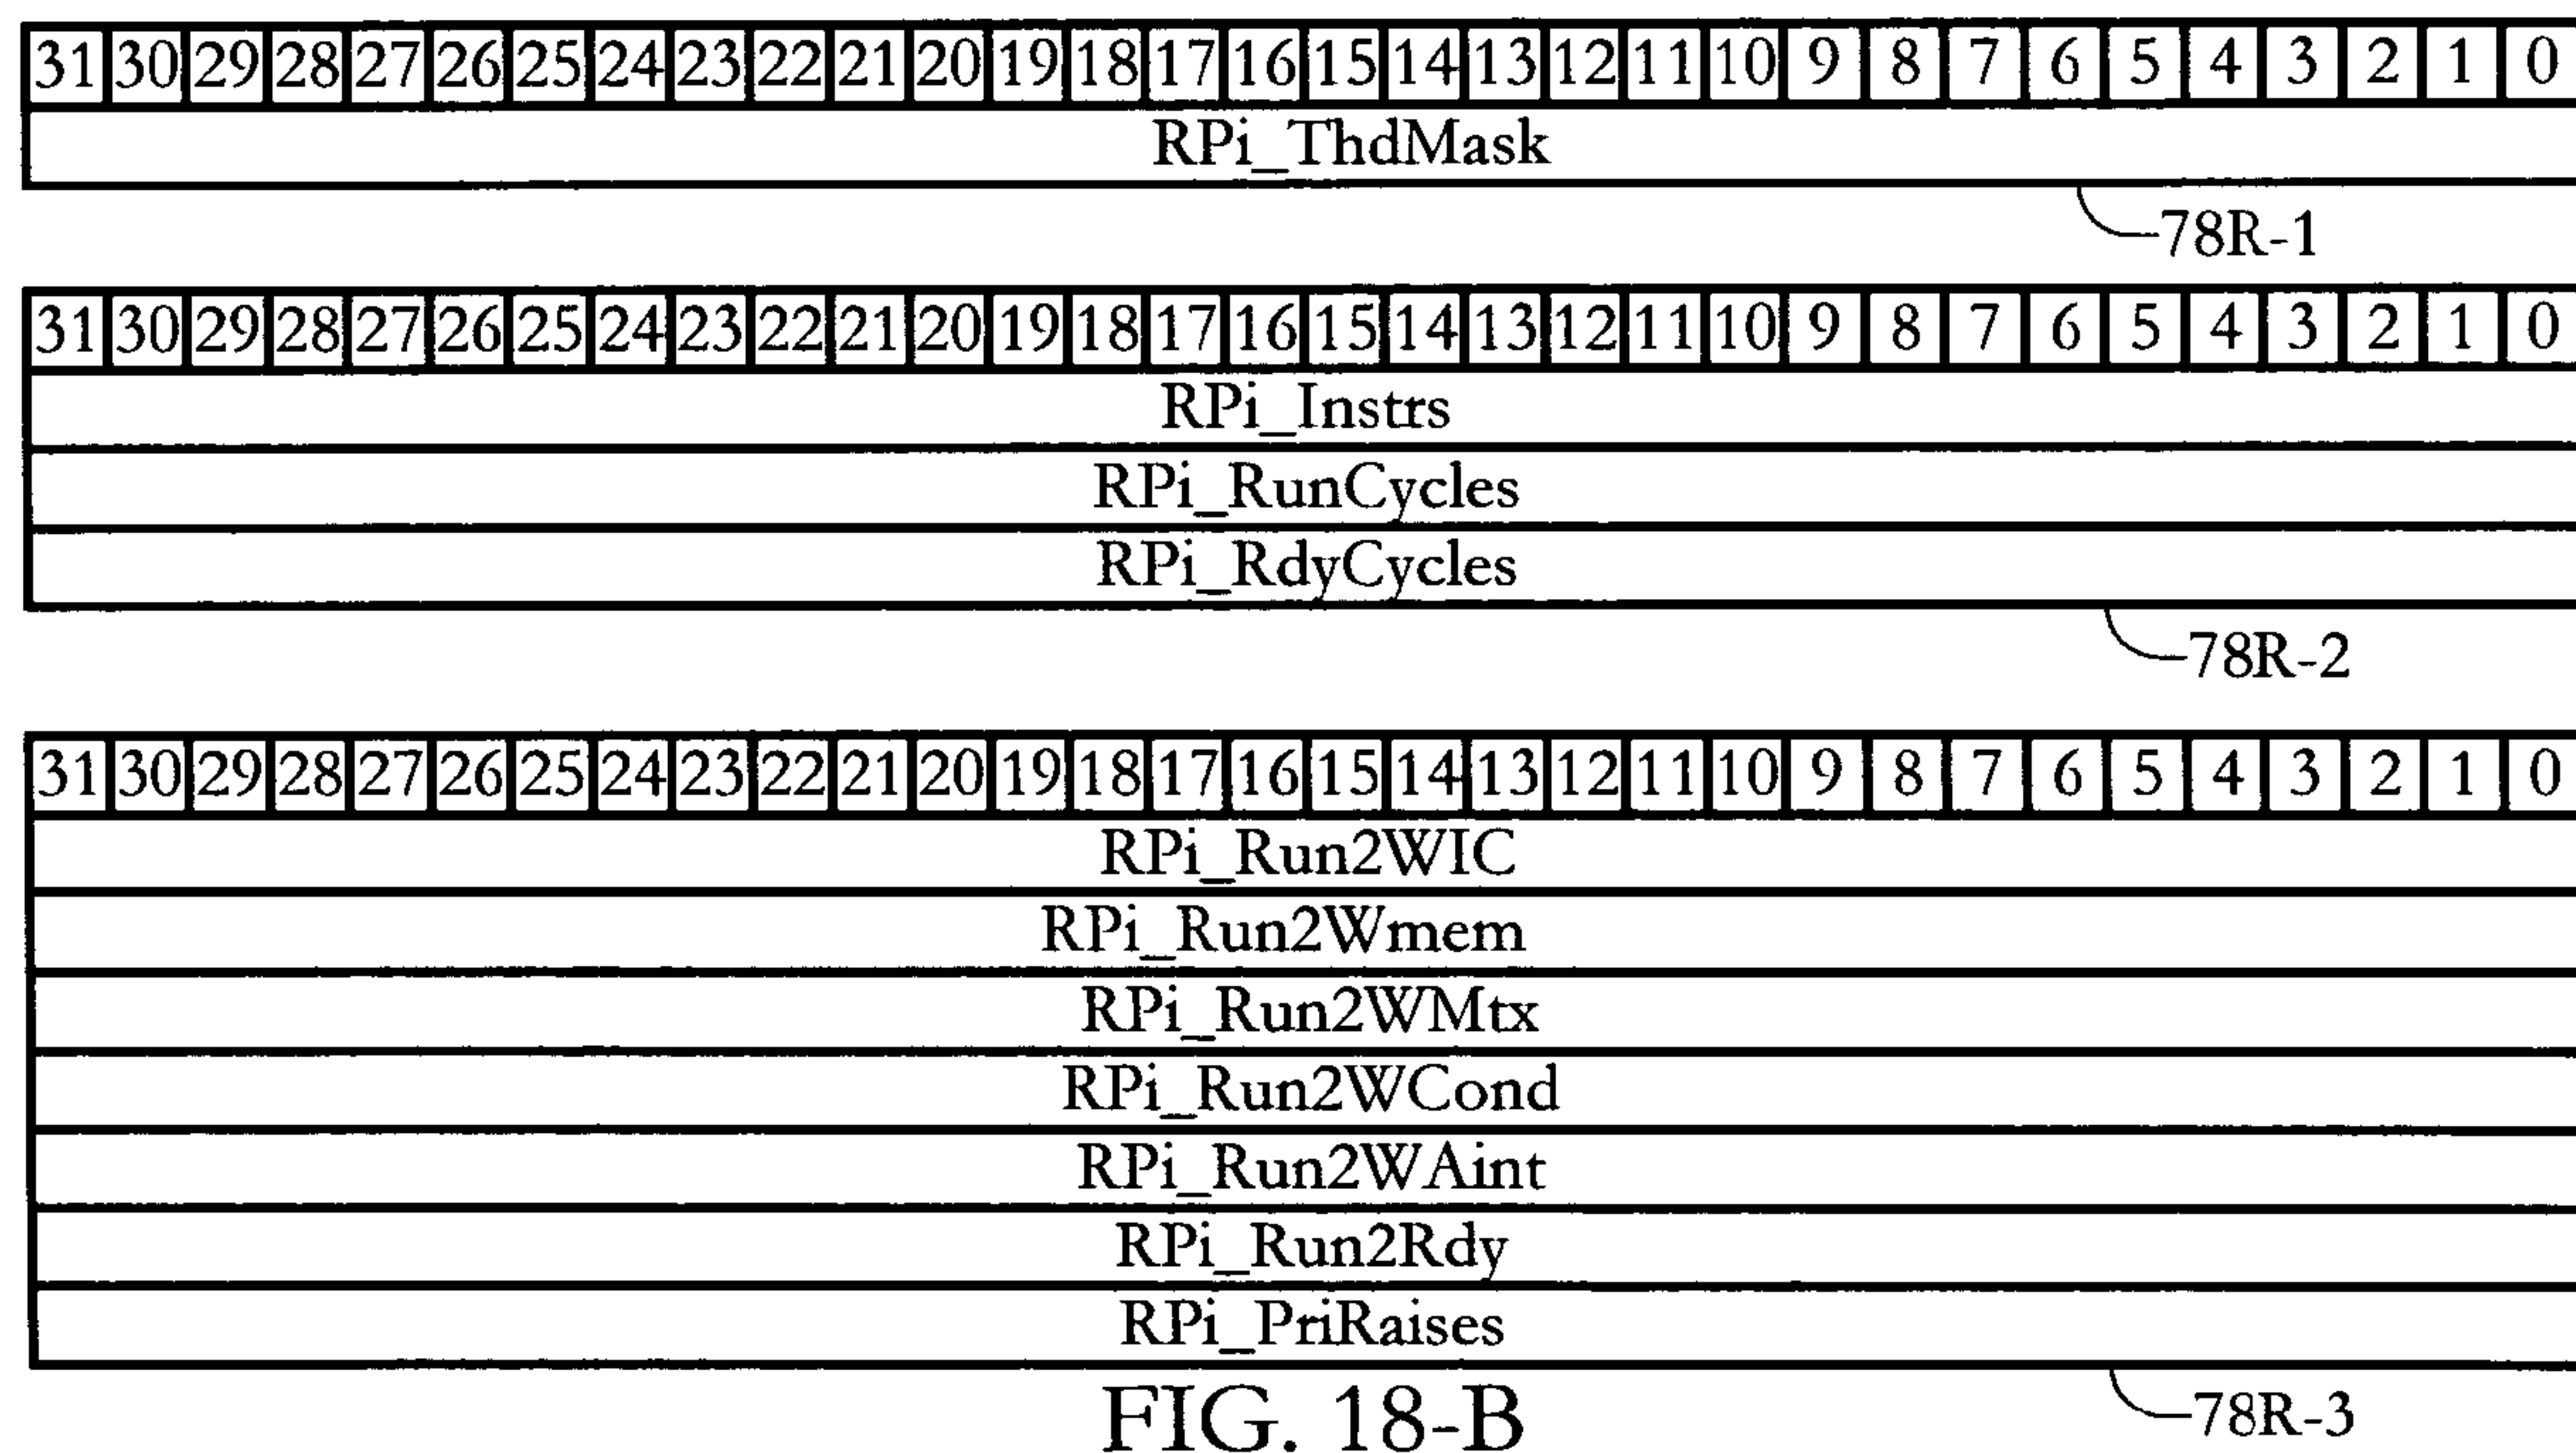 31 30 29 28 27 26 25 24 23 22 21 20 19 18 17 16 15 14 13 12 11 10 9 8 7 6 5 4 3 2 1 0
RPi_ThdMask
78R-1
31 30 29 28 27 26 25 24 23 22 21 20 19 18 17 16 15 14 13 12 11 10 9 8 7 6 5 4 3 2 1 0
RPi_Instrs
RPi_RunCycles
RPi_RdyCycles
78R-2
31 30 29 28 27 26 25 24 23 22 21 20 19 18 17 16 15 14 13 12 11 10 9 8 7 6 5 4 3 2 1 0
RPi_Run2WIC
RPi_Run2Wmem
RPi_Run2WMtx
RPi_Run2WCond
RPi_Run2WAint
RPi_Run2Rdy
RPi_PriRaises
78R-3
FIG. 18-B